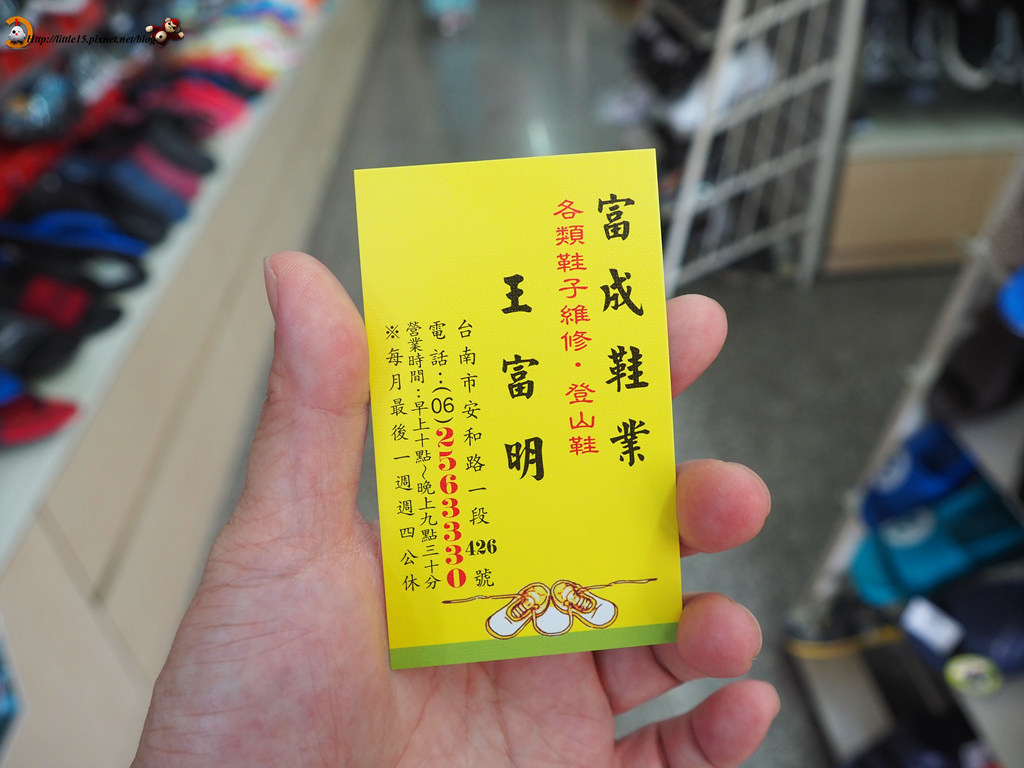 Http://little15.pixnet.net/blog
富成鞋業
各類鞋子維修・登山鞋
王富明
台南市安和路一段426號
電話:(06)2563330
營業時間:早上十點~晚上九點三十分
※每月最後一週週四公休